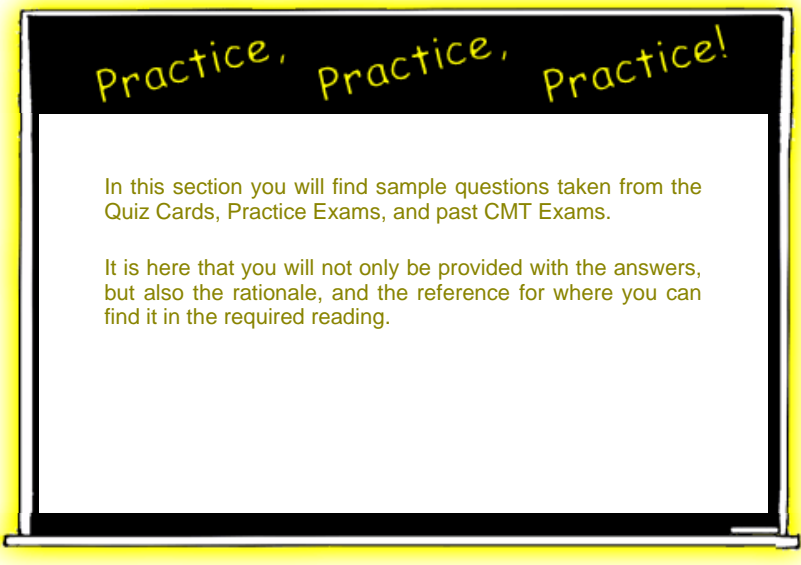 Practice, Practice, Practice!
In this section you will find sample questions taken from the
Quiz Cards, Practice Exams, and past CMT Exams.
It is here that you will not only be provided with the answers,
but also the rationale, and the reference for where you can
find it in the required reading.